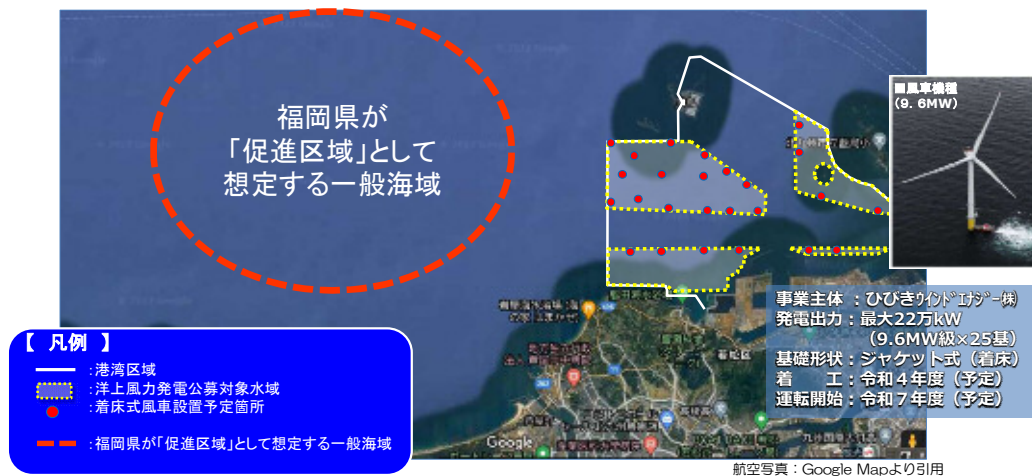 福岡県が
「促進区域」として
想定する一般海域
■風車機種
（9.6MW）
事業主体：ひびきｳｲﾝﾄﾞｴﾅｼﾞｰ㈱
発電出力：最大22万kW
（9.6MW級×25基）
基礎形状：ジャケット式（着床）
着　　工：令和４年度（予定）
運転開始：令和７年度（予定）
【 凡例 】
：港湾区域
：洋上風力発電公募対象水域
：着床式風車設置予定箇所
：福岡県が「促進区域」として想定する一般海域
若松区
Google
航空写真：Google Mapより引用